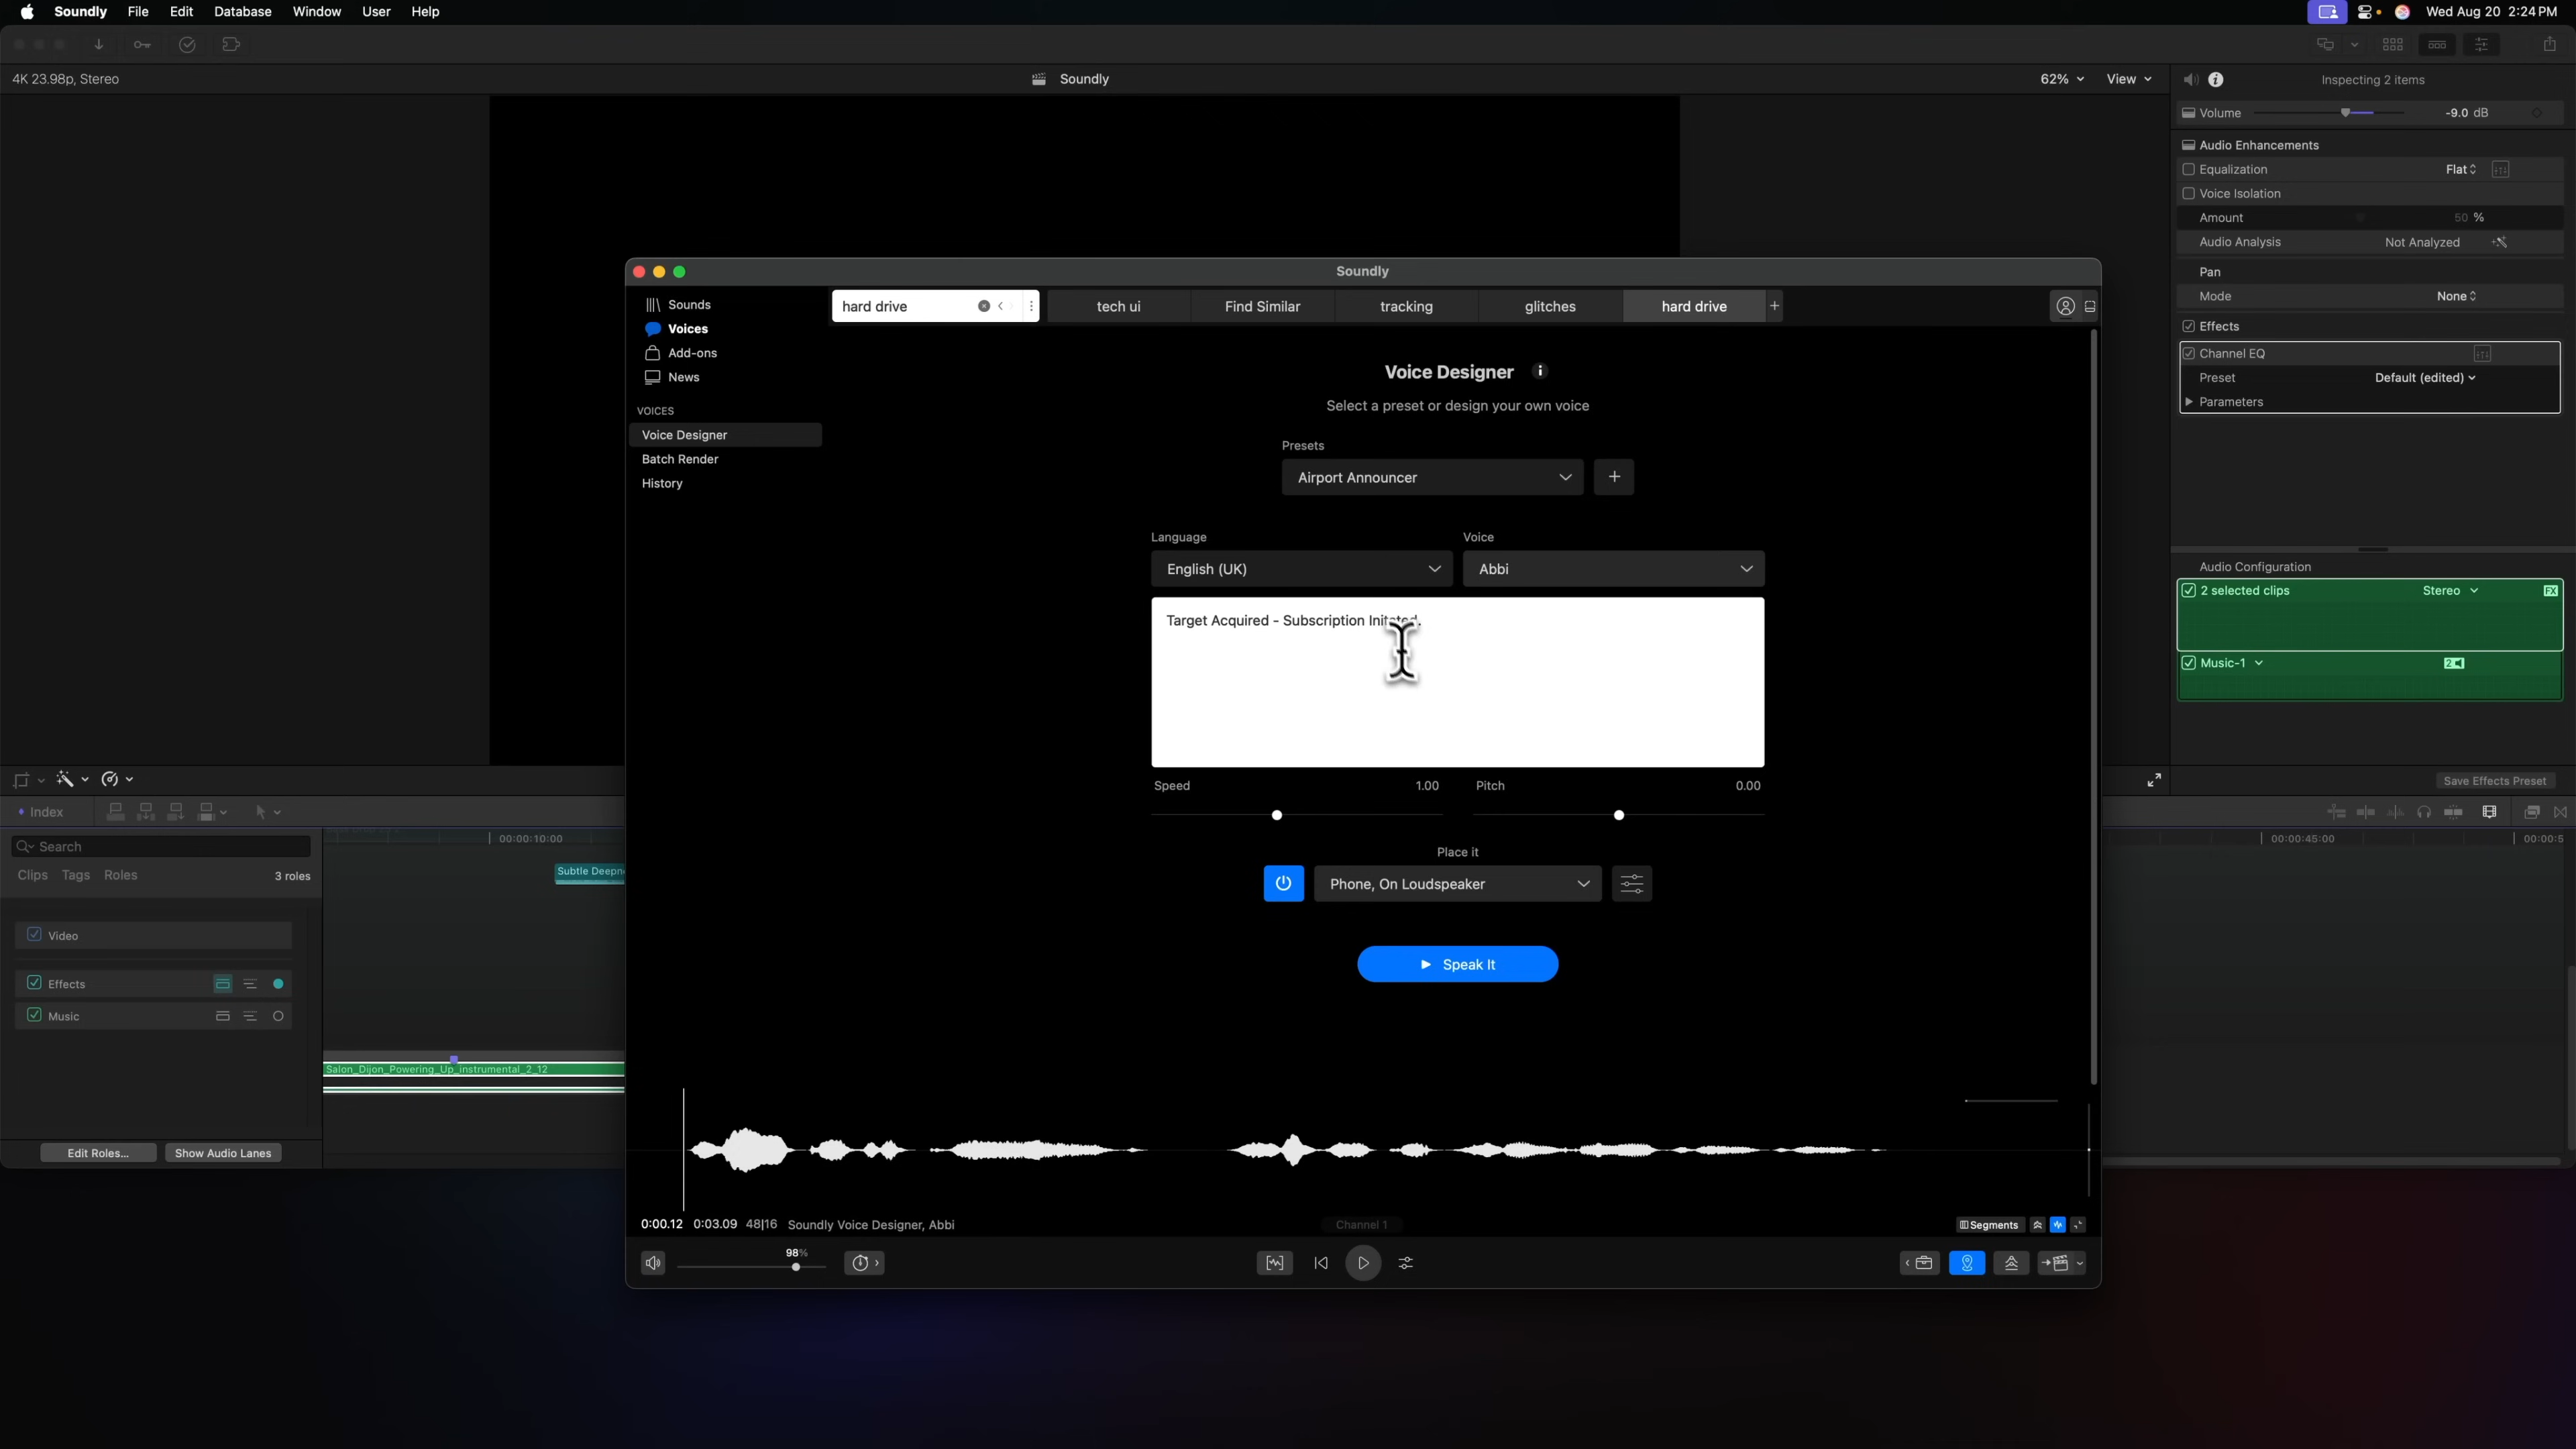 Soundly File Edit Database Window User Help Wed Aug 20 2:24 PM
4K 23.98p, Stereo Soundly 62% View Inspecting 2 items
Volume -9.0 dB
Audio Enhancements
Equalization Flat
Voice Isolation
Amount 50 %
Audio Analysis Not Analyzed
Pan
Mode None
Effects
Channel EQ
Preset Default (edited)
Parameters
Audio Configuration
2 selected clips Stereo FX
Music-1 2
Save Effects Preset
Soundly
Sounds
Voices
Add-ons
News
VOICES
Voice Designer
Batch Render
History
hard drive tech ui Find Similar tracking glitches hard drive +
Voice Designer i
Select a preset or design your own voice
Presets
Airport Announcer +
Language Voice
English (UK) Abbi
Target Acquired - Subscription Initated.
Speed 1.00 Pitch 0.00
Place it
Phone, On Loudspeaker
Speak It
0:00.12 0:03.09 48|16 Soundly Voice Designer, Abbi Channel 1 Segments
98%
Index
Search
Clips Tags Roles 3 roles
Video
Effects
Music
Edit Roles... Show Audio Lanes
00:00:10:00 00:00:45:00 00:00:5
Subtle Deepn
Salon_Dijon_Powering_Up_instrumental_2_12